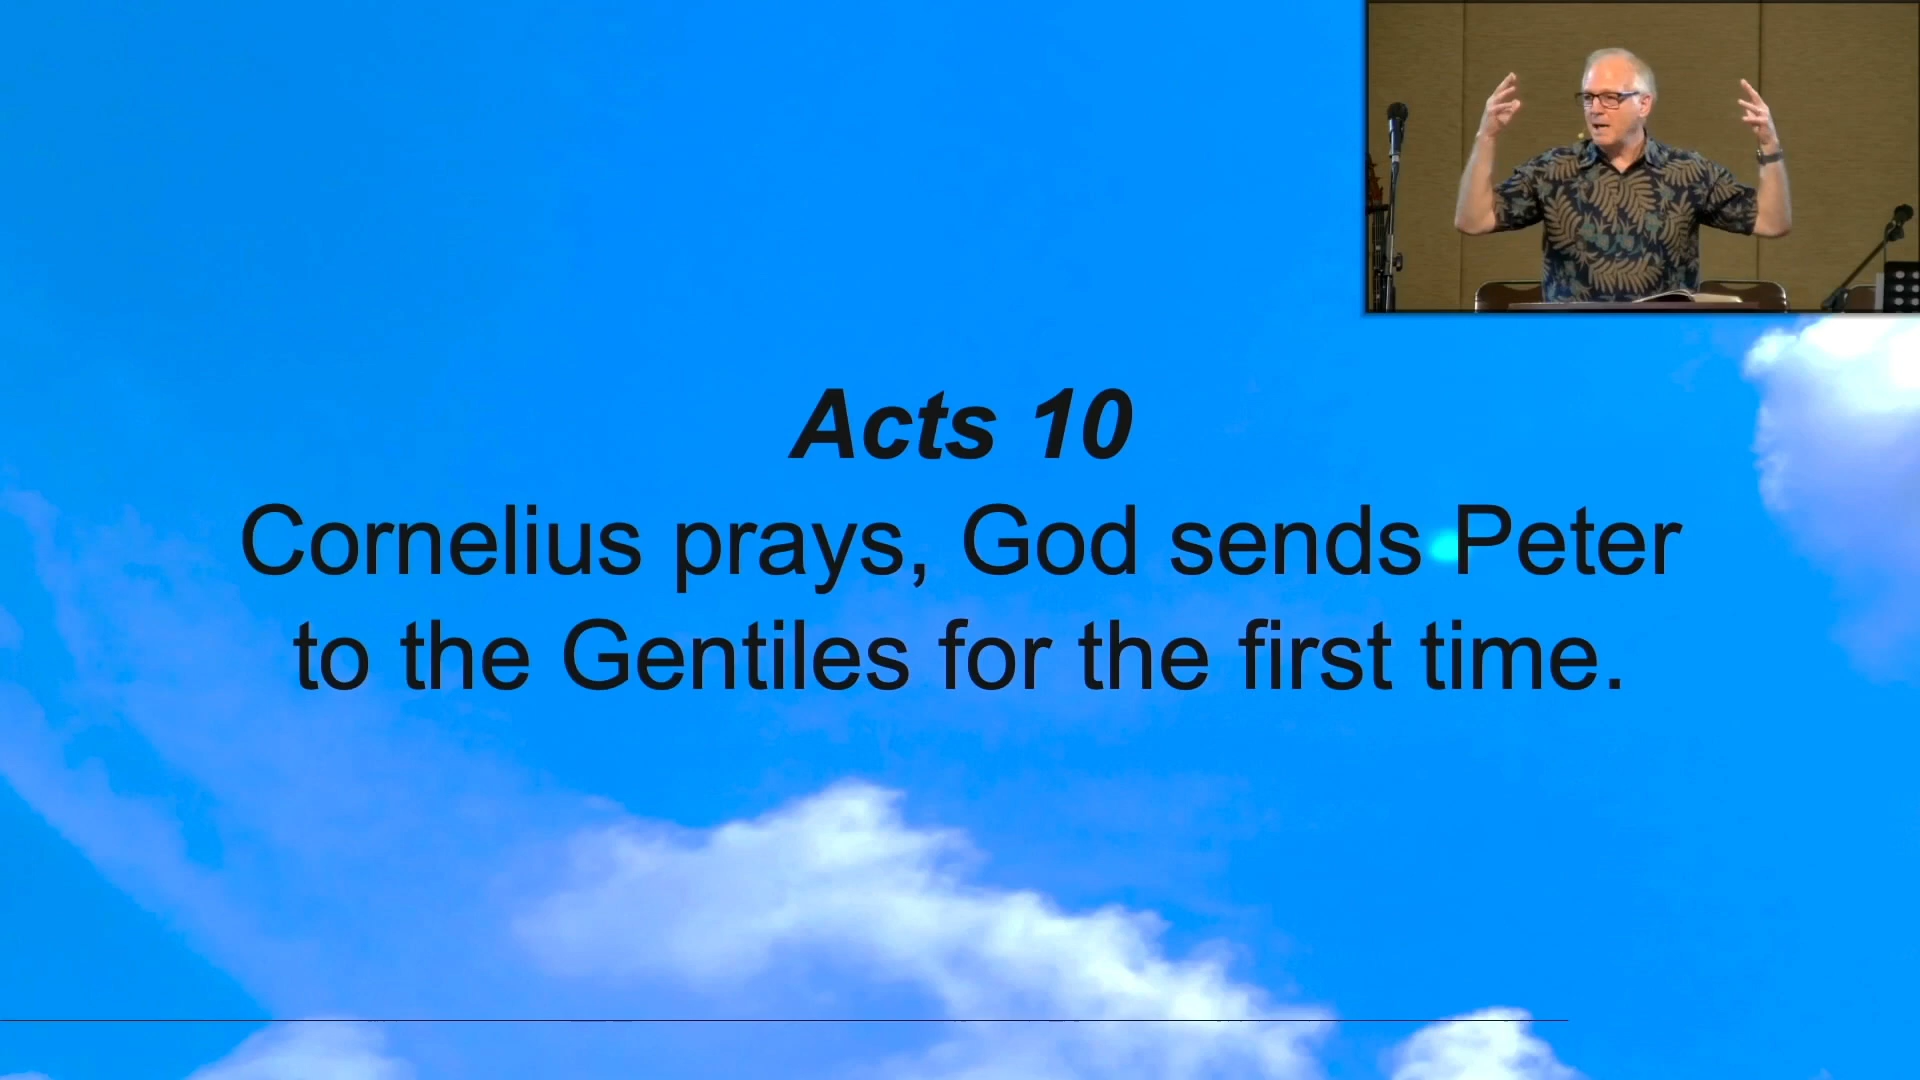 Acts 10
Cornelius prays, God sends Peter
to the Gentiles for the first time.